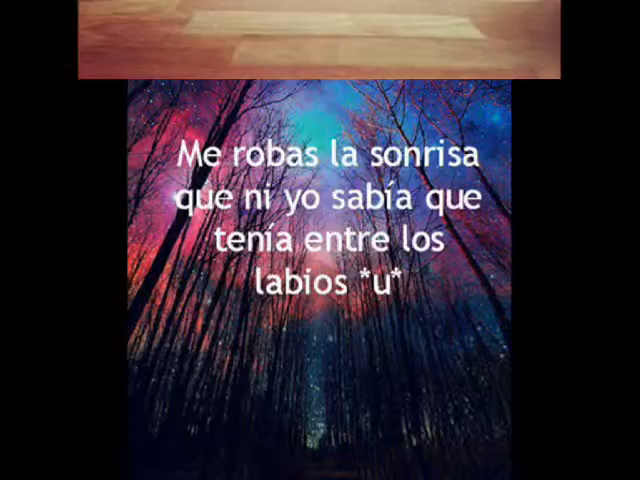 Me robas la sonrisa
que ni yo sabía que
tenía entre los
labios *u*